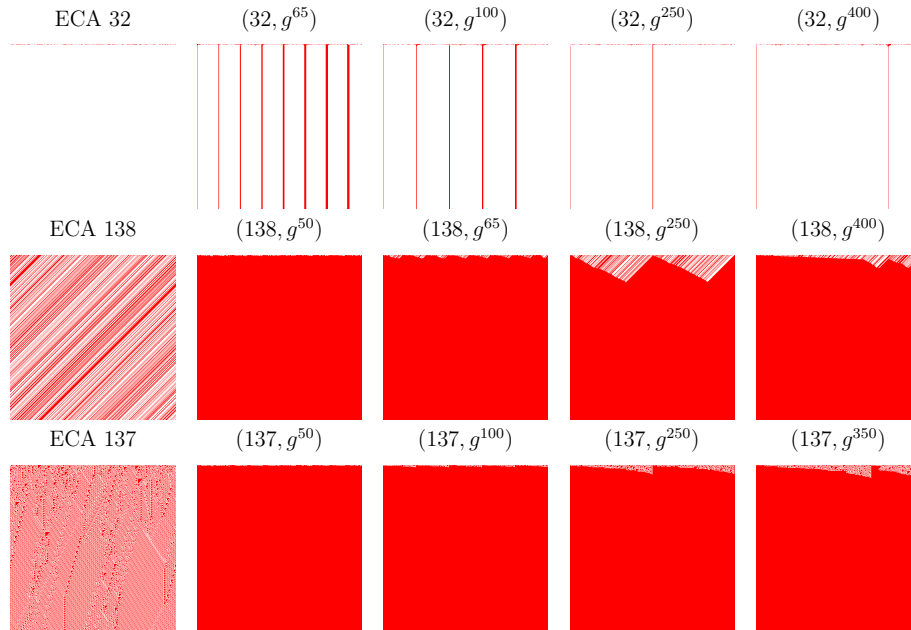 ECA 32 (32, g^65) (32, g^100) (32, g^250) (32, g^400)
ECA 138 (138, g^50) (138, g^65) (138, g^250) (138, g^400)
ECA 137 (137, g^50) (137, g^100) (137, g^250) (137, g^350)